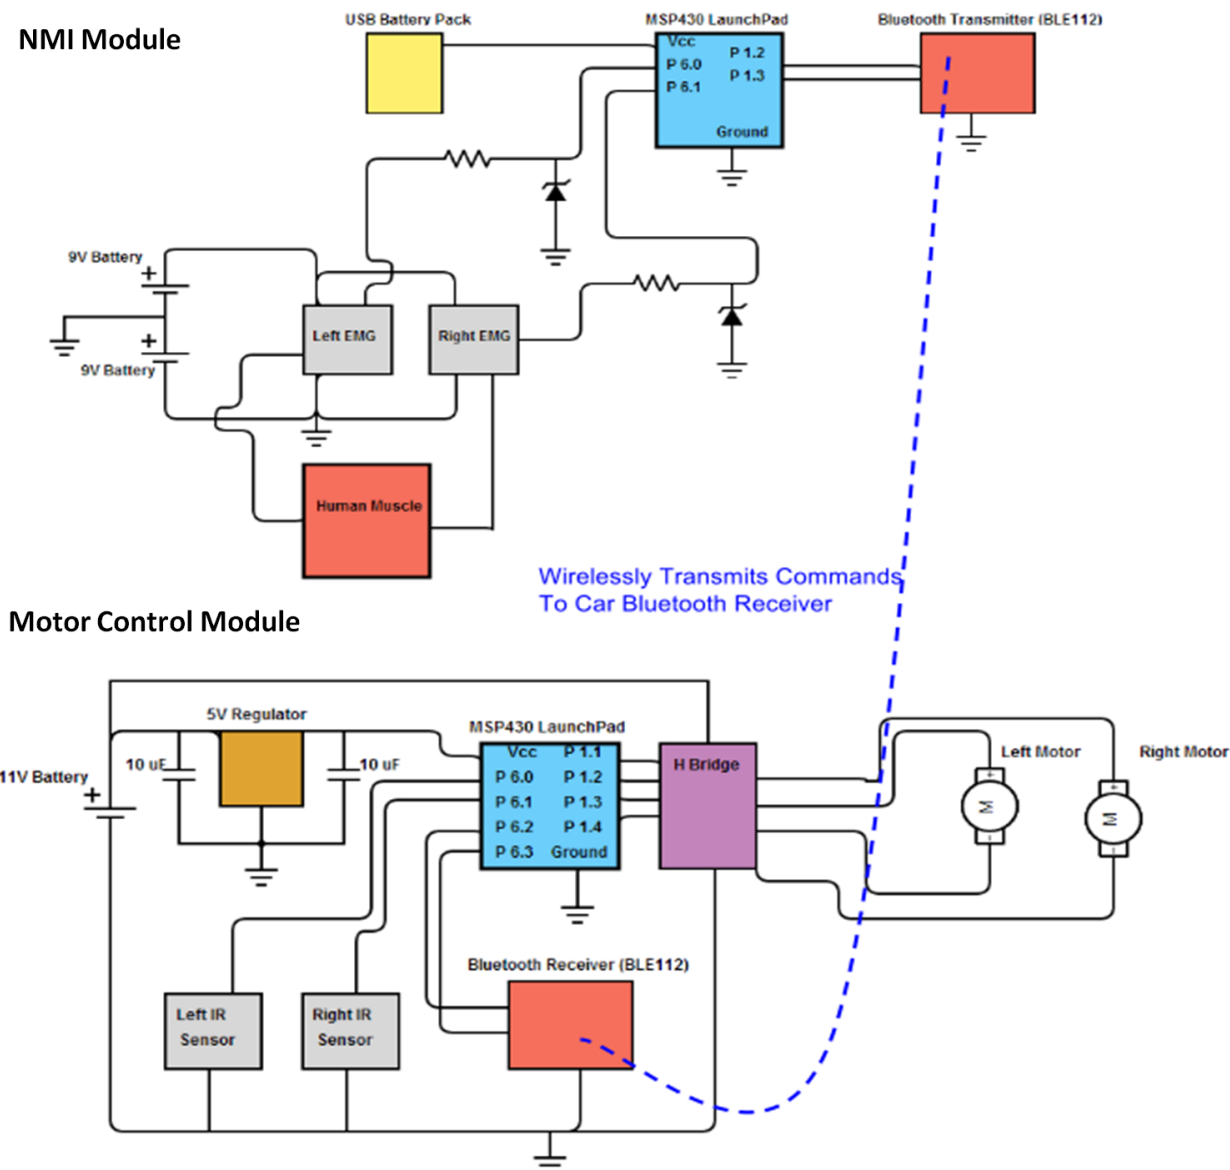 NMI Module
USB Battery Pack
MSP430 LaunchPad
Bluetooth Transmitter (BLE112)
Vcc
P 1.2
P 6.0
P 1.3
P 6.1
Ground
9V Battery
+
+
9V Battery
Left EMG
Right EMG
Human Muscle
Wirelessly Transmits Commands
To Car Bluetooth Receiver
Motor Control Module
5V Regulator
MSP430 LaunchPad
Vcc P 1.1
P 6.0 P 1.2
P 6.1 P 1.3
P 6.2 P 1.4
P 6.3 Ground
H Bridge
Left Motor
Right Motor
10 uF
10 uF
11V Battery
+
+
M
-
+
M
-
Bluetooth Receiver (BLE112)
Left IR
Sensor
Right IR
Sensor